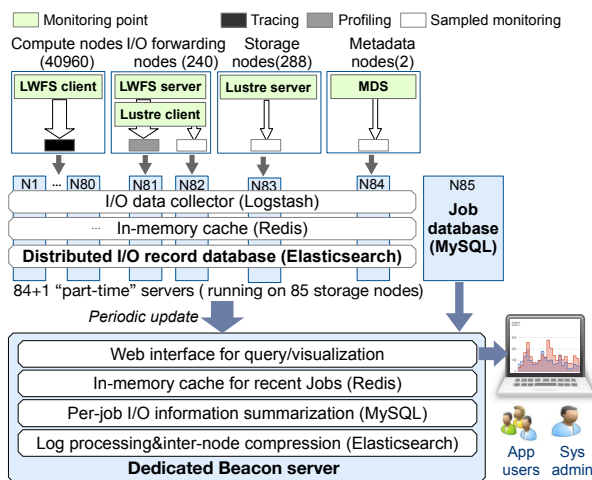 Monitoring point
Tracing
Profiling
Sampled monitoring
Compute nodes
(40960)
I/O forwarding
nodes (240)
Storage
nodes(288)
Metadata
nodes(2)
LWFS client
LWFS server
Lustre client
Lustre server
MDS
N1 ... N80 N81 N82 N83 N84 N85
I/O data collector (Logstash)
... In-memory cache (Redis)
Distributed I/O record database (Elasticsearch)
Job
database
(MySQL)
84+1 “part-time” servers ( running on 85 storage nodes)
Periodic update
Web interface for query/visualization
In-memory cache for recent Jobs (Redis)
Per-job I/O information summarization (MySQL)
Log processing&inter-node compression (Elasticsearch)
Dedicated Beacon server
App
users
Sys
admin